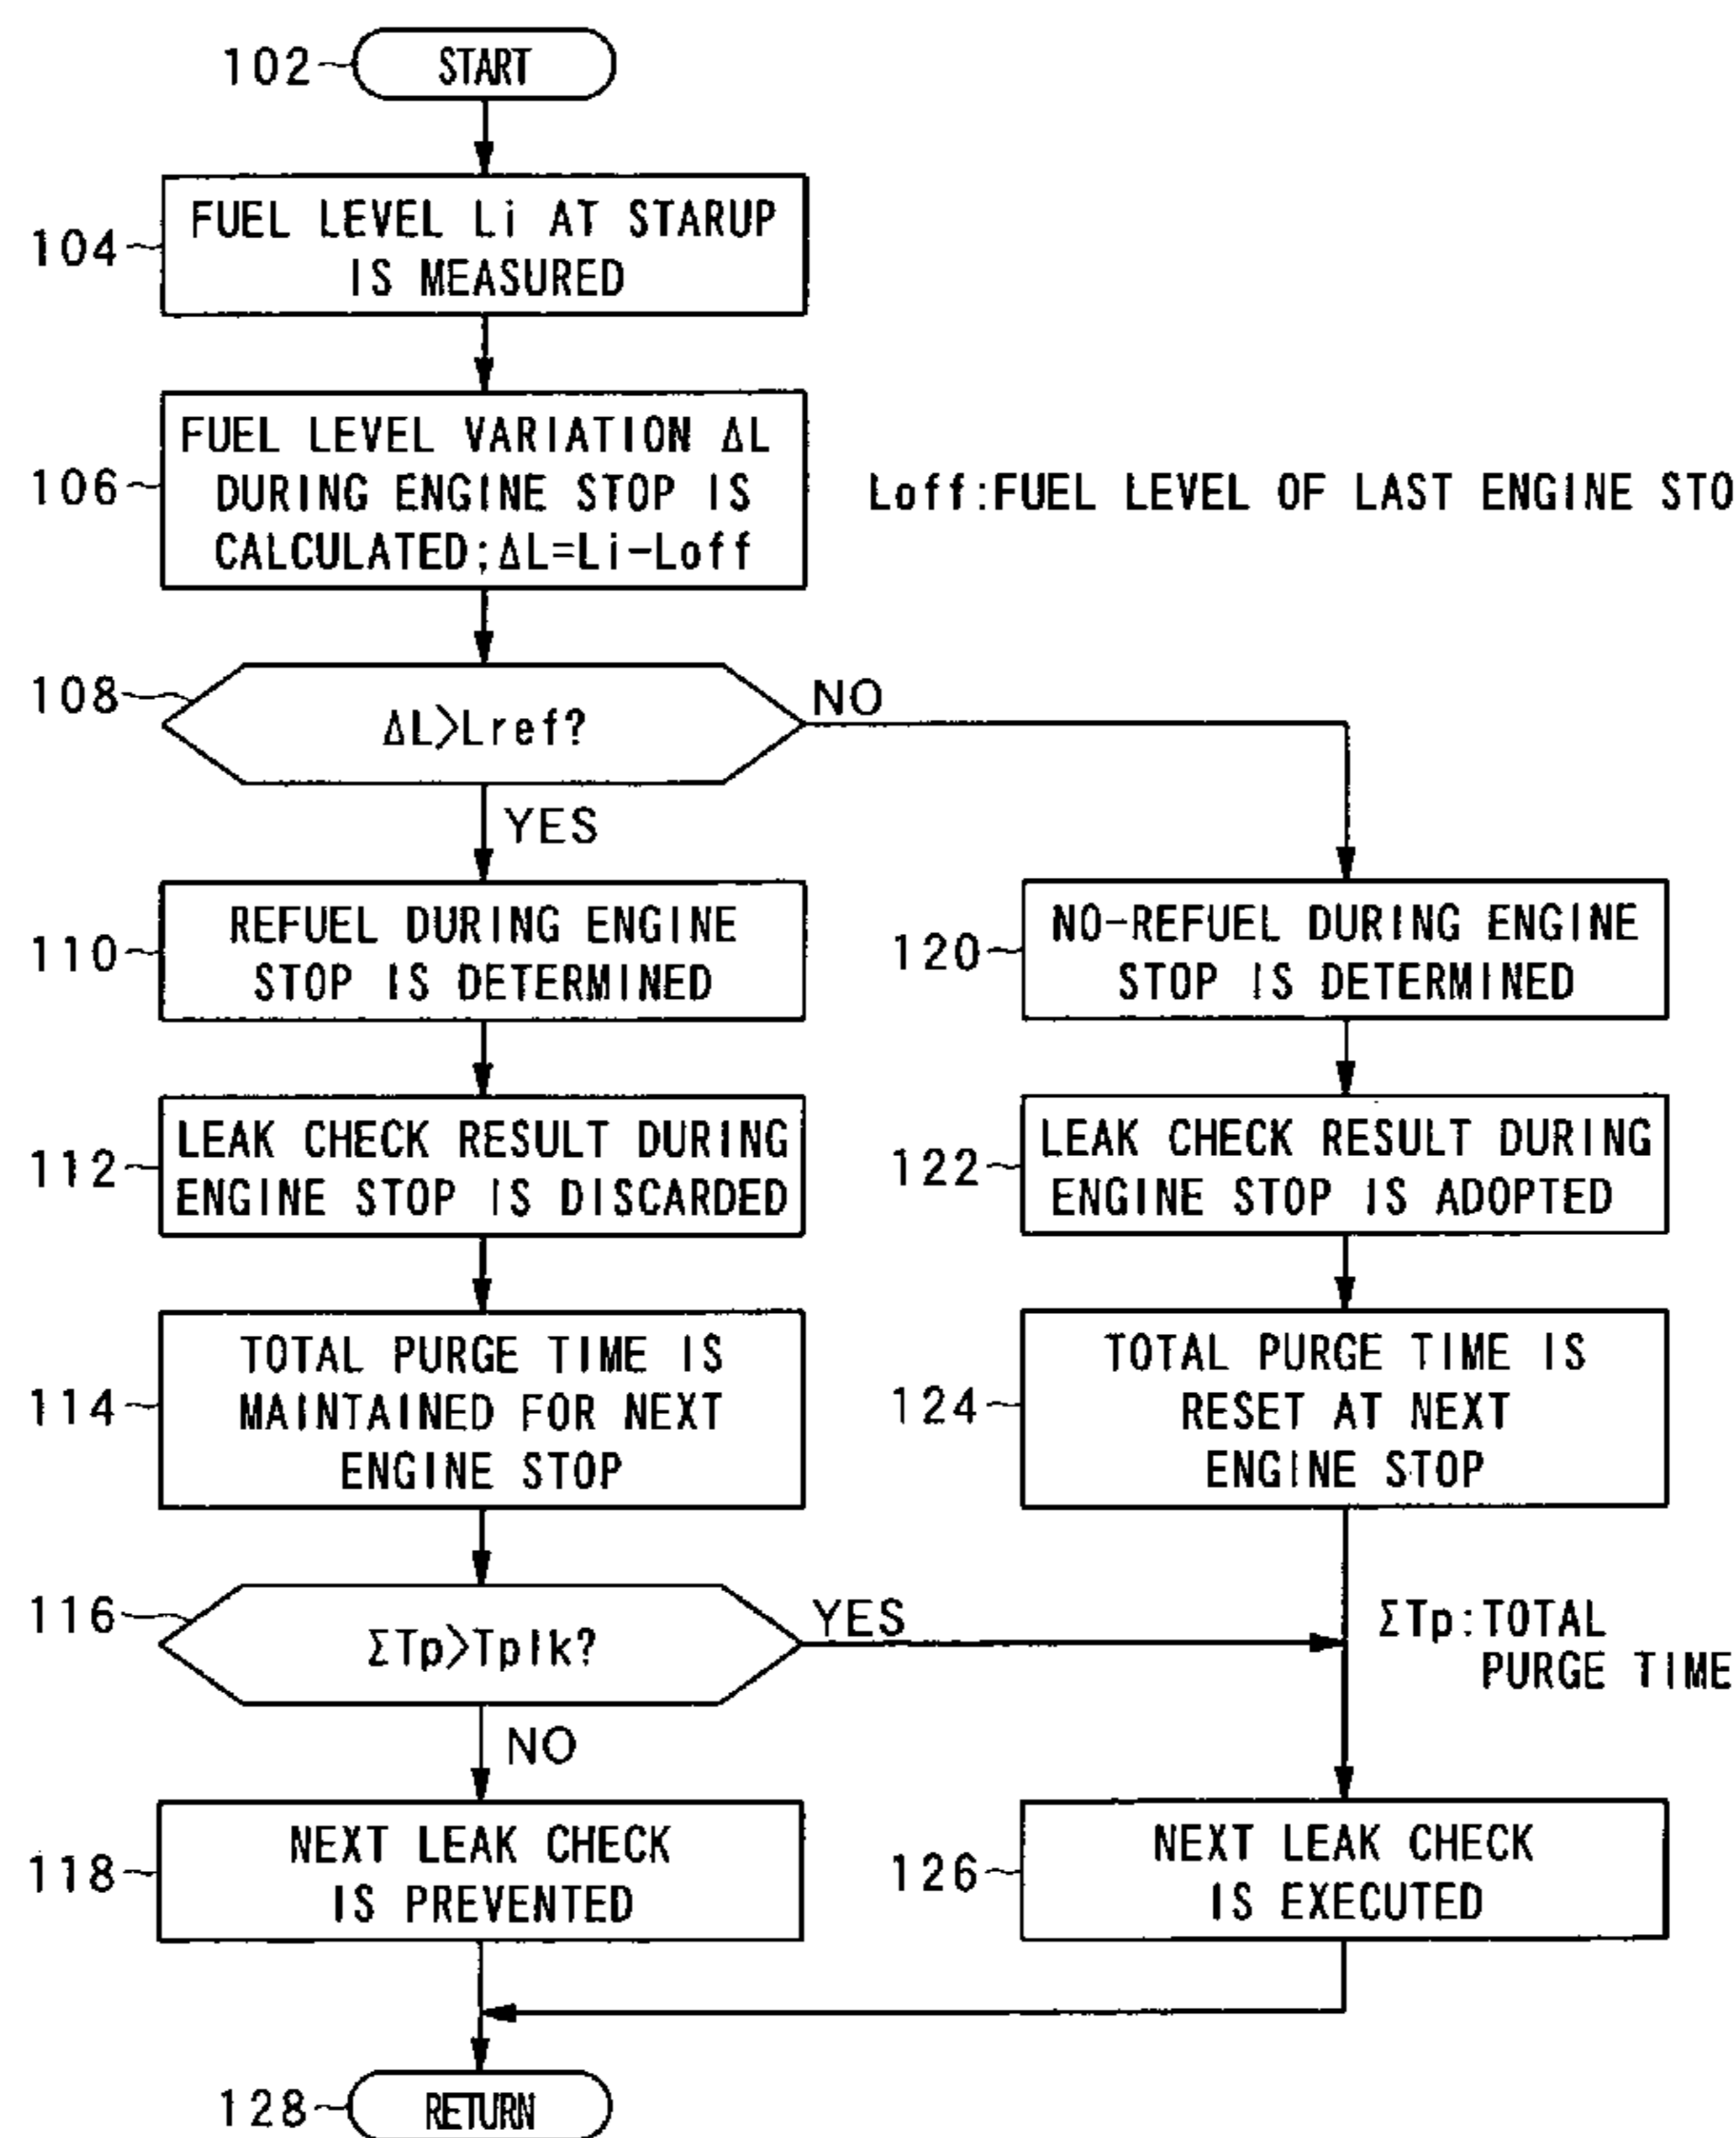 102
START
104
FUEL LEVEL Li AT STARUP
IS MEASURED
106
FUEL LEVEL VARIATION ΔL
DURING ENGINE STOP IS
CALCULATED;ΔL=Li-Loff
Loff:FUEL LEVEL OF LAST ENGINE STO
108
ΔL>Lref?
NO
YES
110
REFUEL DURING ENGINE
STOP IS DETERMINED
120
NO-REFUEL DURING ENGINE
STOP IS DETERMINED
112
LEAK CHECK RESULT DURING
ENGINE STOP IS DISCARDED
122
LEAK CHECK RESULT DURING
ENGINE STOP IS ADOPTED
114
TOTAL PURGE TIME IS
MAINTAINED FOR NEXT
ENGINE STOP
124
TOTAL PURGE TIME IS
RESET AT NEXT
ENGINE STOP
116
ΣTp>Tplk?
YES
ΣTp:TOTAL
PURGE TIME
NO
118
NEXT LEAK CHECK
IS PREVENTED
126
NEXT LEAK CHECK
IS EXECUTED
128
RETURN